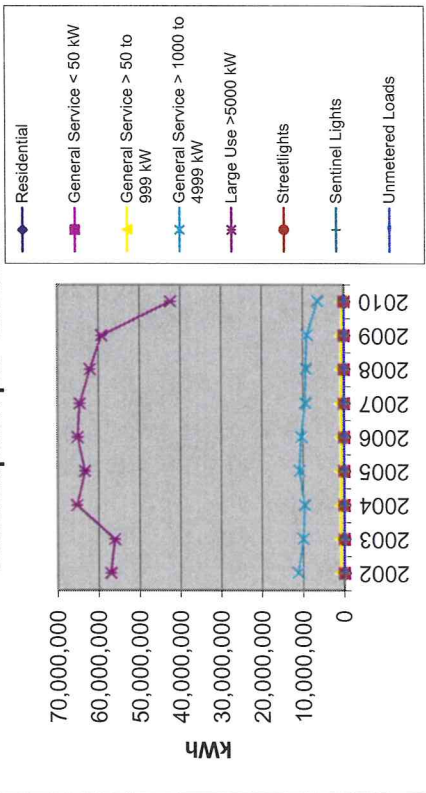 70,000,000
60,000,000
50,000,000
40,000,000
30,000,000
20,000,000
10,000,000
0
kWh
2002
2003
2004
2005
2006
2007
2008
2009
2010
Residential
General Service < 50 kW
General Service > 50 to
999 kW
General Service > 1000 to
4999 kW
Large Use >5000 kW
Streetlights
Sentinel Lights
Unmetered Loads